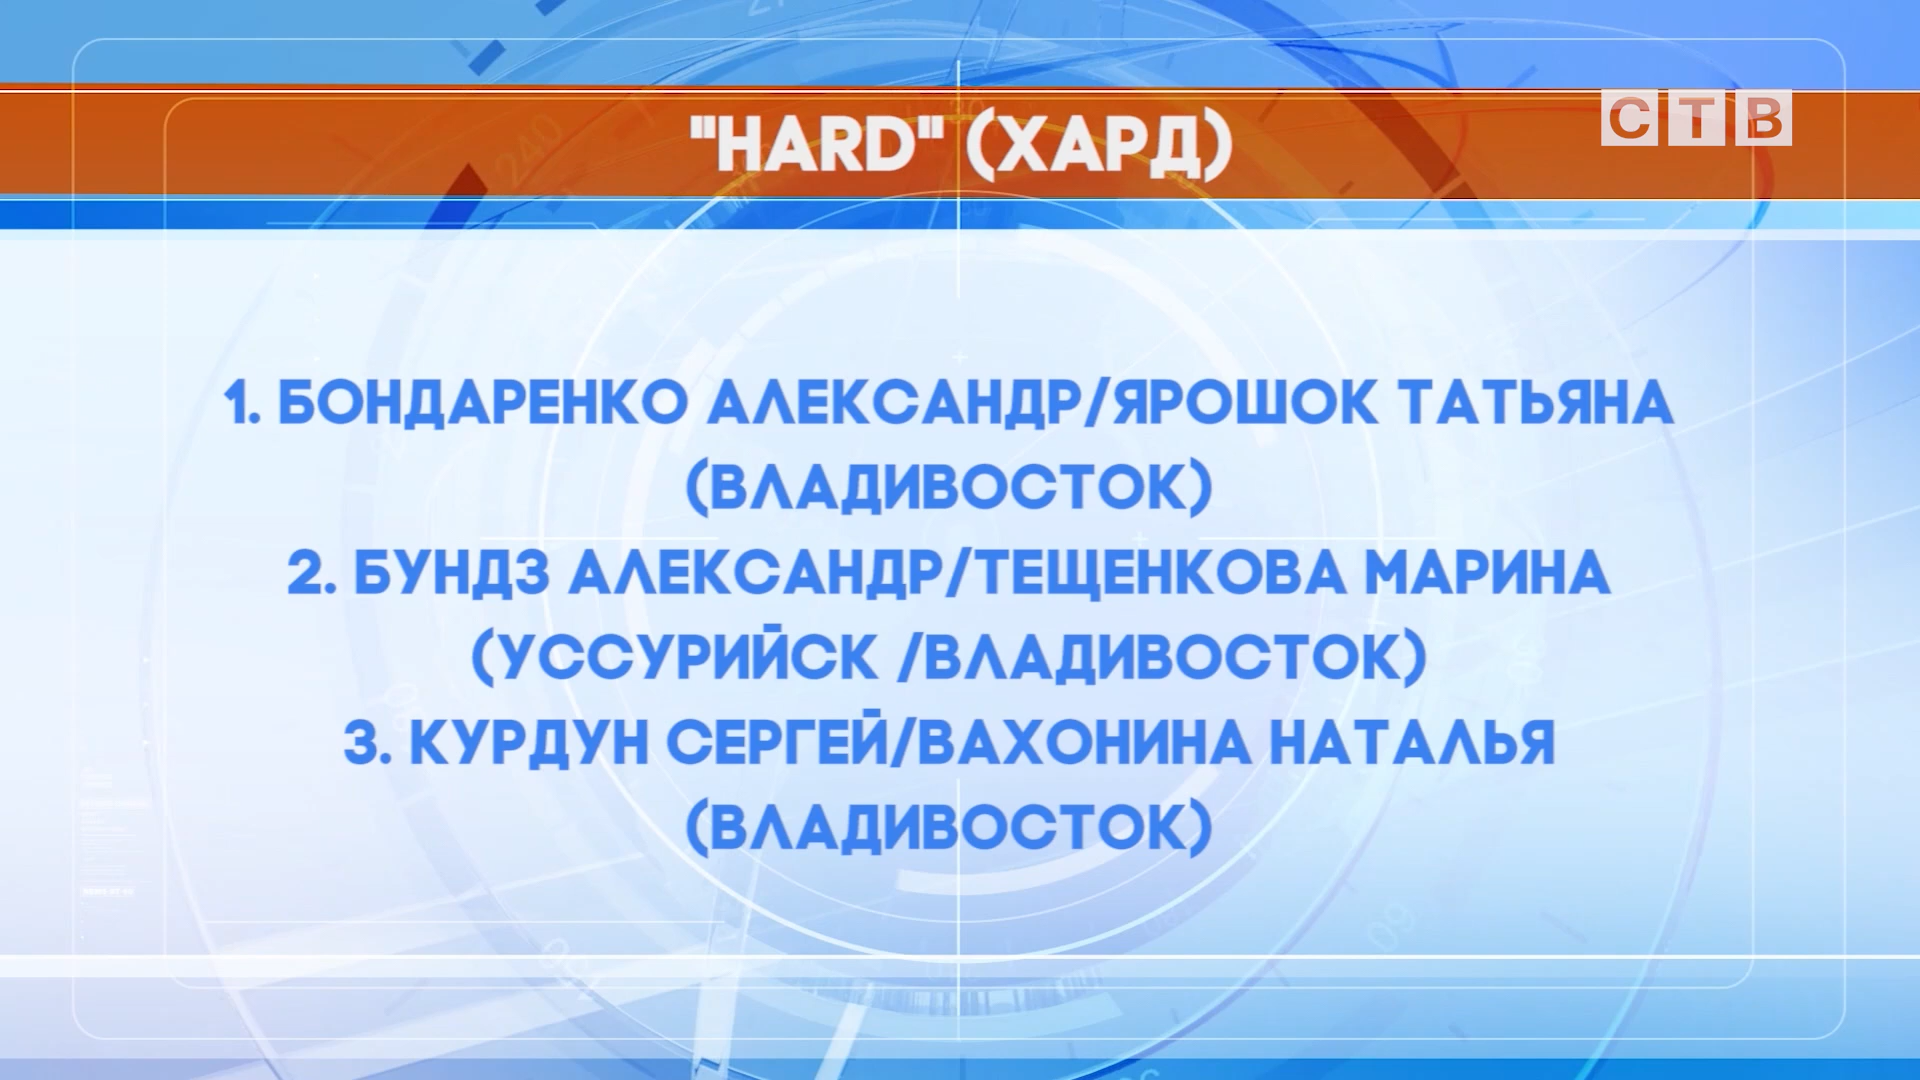 "HARD" (ХАРД)
СТВ
1. БОНДАРЕНКО АЛЕКСАНДР/ЯРОШОК ТАТЬЯНА
(ВЛАДИВОСТОК)
2. БУНДЗ АЛЕКСАНДР/ТЕЩЕНКОВА МАРИНА
(УССУРИЙСК /ВЛАДИВОСТОК)
3. КУРДУН СЕРГЕЙ/ВАХОНИНА НАТАЛЬЯ
(ВЛАДИВОСТОК)